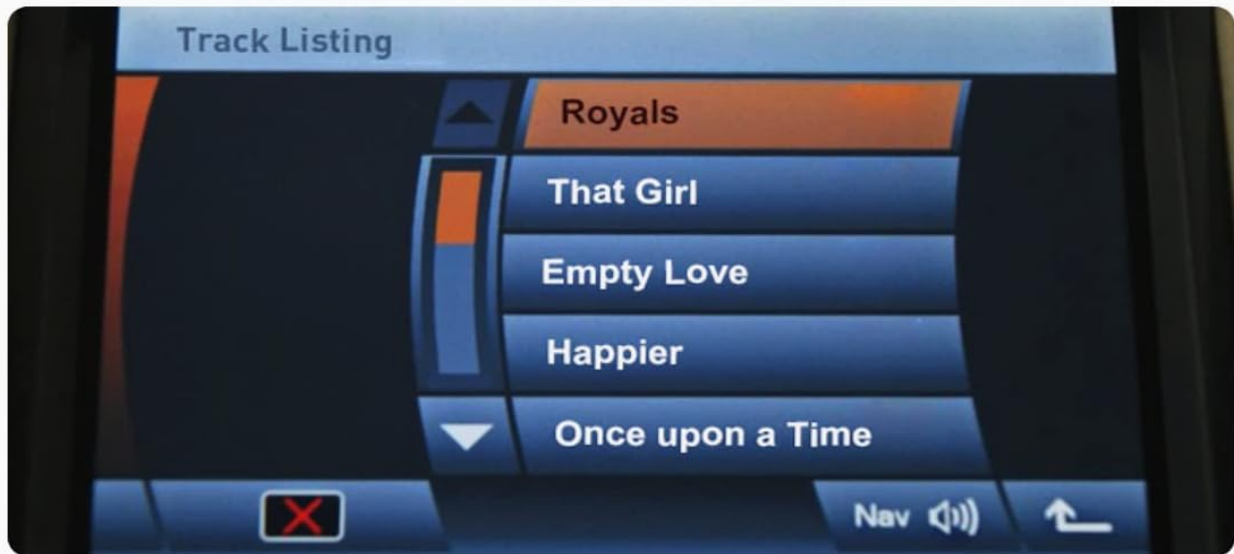 Track Listing
Royals
That Girl
Empty Love
Happier
Once upon a Time
Nav